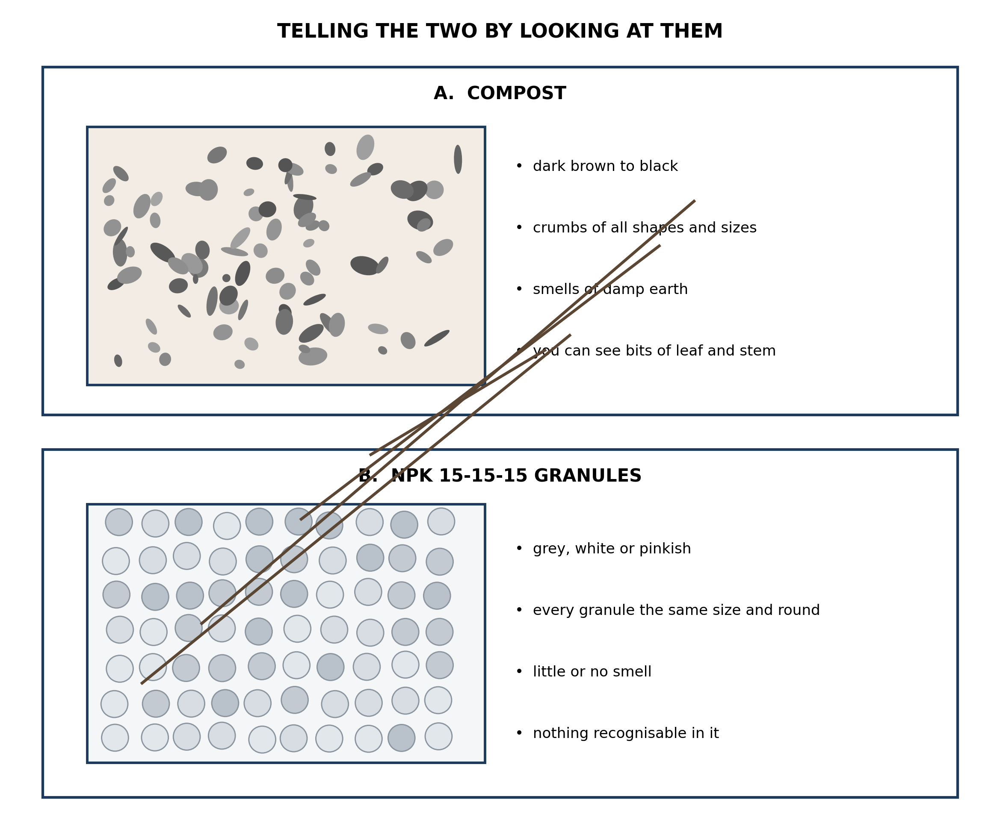 TELLING THE TWO BY LOOKING AT THEM
A. COMPOST
• dark brown to black
• crumbs of all shapes and sizes
• smells of damp earth
• you can see bits of leaf and stem
B. NPK 15-15-15 GRANULES
• grey, white or pinkish
• every granule the same size and round
• little or no smell
• nothing recognisable in it